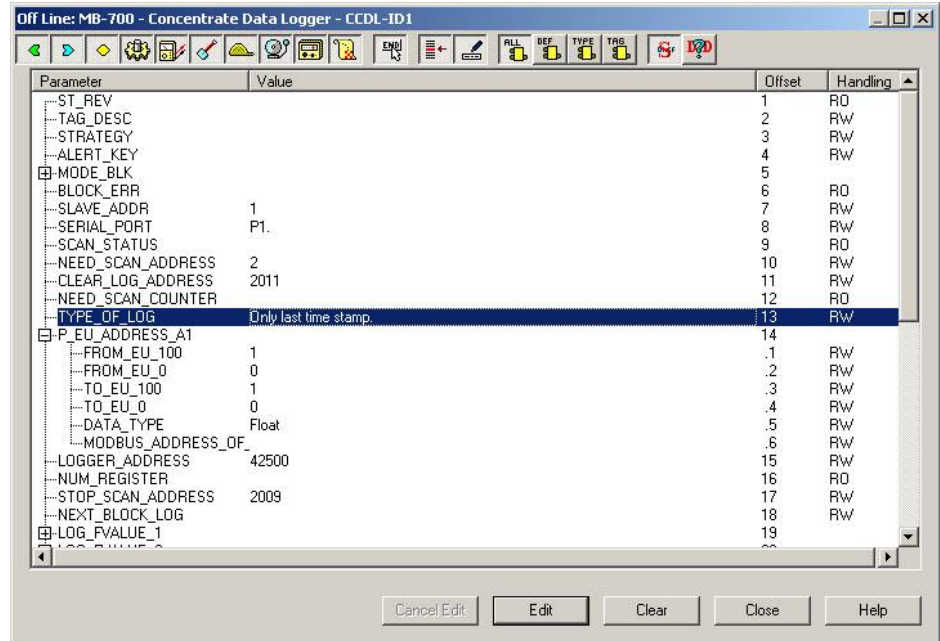 Off Line: MB-700 - Concentrate Data Logger - CCDL-ID1
END ALL DEF TYPE TAG
Parameter Value Offset Handling
ST_REV 1 RO
TAG_DESC 2 RW
STRATEGY 3 RW
ALERT_KEY 4 RW
MODE_BLK 5
BLOCK_ERR 6 RO
SLAVE_ADDR 1 7 RW
SERIAL_PORT P1. 8 RW
SCAN_STATUS 9 RO
NEED_SCAN_ADDRESS 2 10 RW
CLEAR_LOG_ADDRESS 2011 11 RW
NEED_SCAN_COUNTER 12 RO
TYPE_OF_LOG Only last time stamp. 13 RW
P_EU_ADDRESS_A1 14
FROM_EU_100 1 .1 RW
FROM_EU_0 0 .2 RW
TO_EU_100 1 .3 RW
TO_EU_0 0 .4 RW
DATA_TYPE Float .5 RW
MODBUS_ADDRESS_OF_ .6 RW
LOGGER_ADDRESS 42500 15 RW
NUM_REGISTER 16 RO
STOP_SCAN_ADDRESS 2009 17 RW
NEXT_BLOCK_LOG 18 RW
LOG_FVALUE_1 19
Cancel Edit Edit Clear Close Help